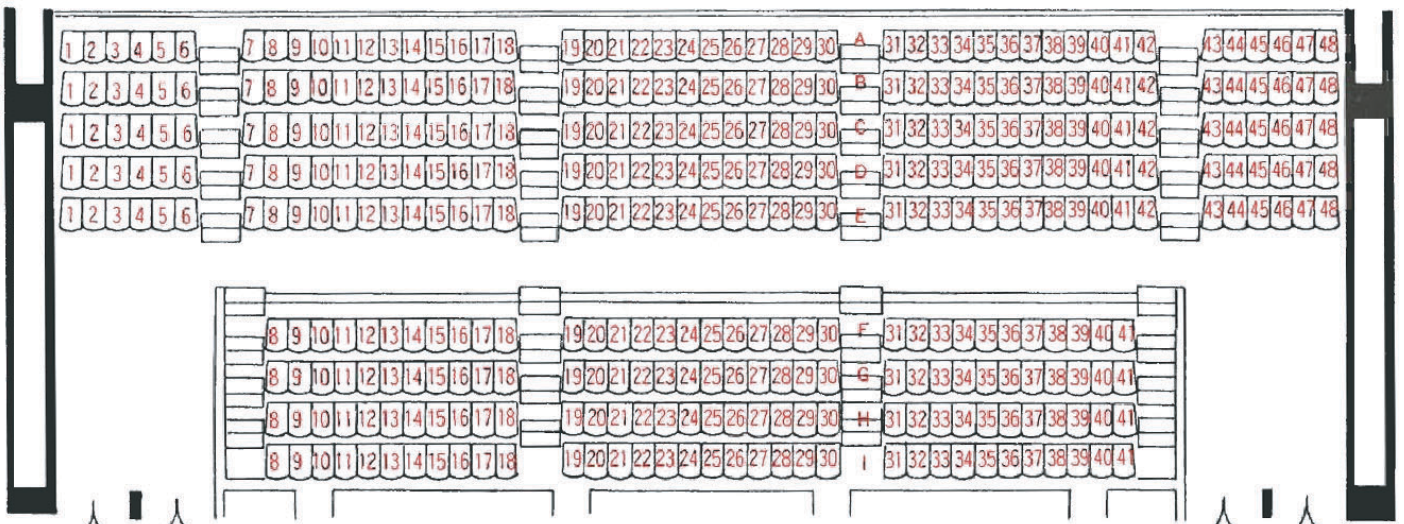 1 2 3 4 5 6 7 8 9 10 11 12 13 14 15 16 17 18 19 20 21 22 23 24 25 26 27 28 29 30 A 31 32 33 34 35 36 37 38 39 40 41 42 43 44 45 46 47 48
1 2 3 4 5 6 7 8 9 10 11 12 13 14 15 16 17 18 19 20 21 22 23 24 25 26 27 28 29 30 B 31 32 33 34 35 36 37 38 39 40 41 42 43 44 45 46 47 48
1 2 3 4 5 6 7 8 9 10 11 12 13 14 15 16 17 18 19 20 21 22 23 24 25 26 27 28 29 30 C 31 32 33 34 35 36 37 38 39 40 41 42 43 44 45 46 47 48
1 2 3 4 5 6 7 8 9 10 11 12 13 14 15 16 17 18 19 20 21 22 23 24 25 26 27 28 29 30 D 31 32 33 34 35 36 37 38 39 40 41 42 43 44 45 46 47 48
1 2 3 4 5 6 7 8 9 10 11 12 13 14 15 16 17 18 19 20 21 22 23 24 25 26 27 28 29 30 E 31 32 33 34 35 36 37 38 39 40 41 42 43 44 45 46 47 48
8 9 10 11 12 13 14 15 16 17 18 19 20 21 22 23 24 25 26 27 28 29 30 F 31 32 33 34 35 36 37 38 39 40 41
8 9 10 11 12 13 14 15 16 17 18 19 20 21 22 23 24 25 26 27 28 29 30 G 31 32 33 34 35 36 37 38 39 40 41
8 9 10 11 12 13 14 15 16 17 18 19 20 21 22 23 24 25 26 27 28 29 30 H 31 32 33 34 35 36 37 38 39 40 41
8 9 10 11 12 13 14 15 16 17 18 19 20 21 22 23 24 25 26 27 28 29 30 I 31 32 33 34 35 36 37 38 39 40 41